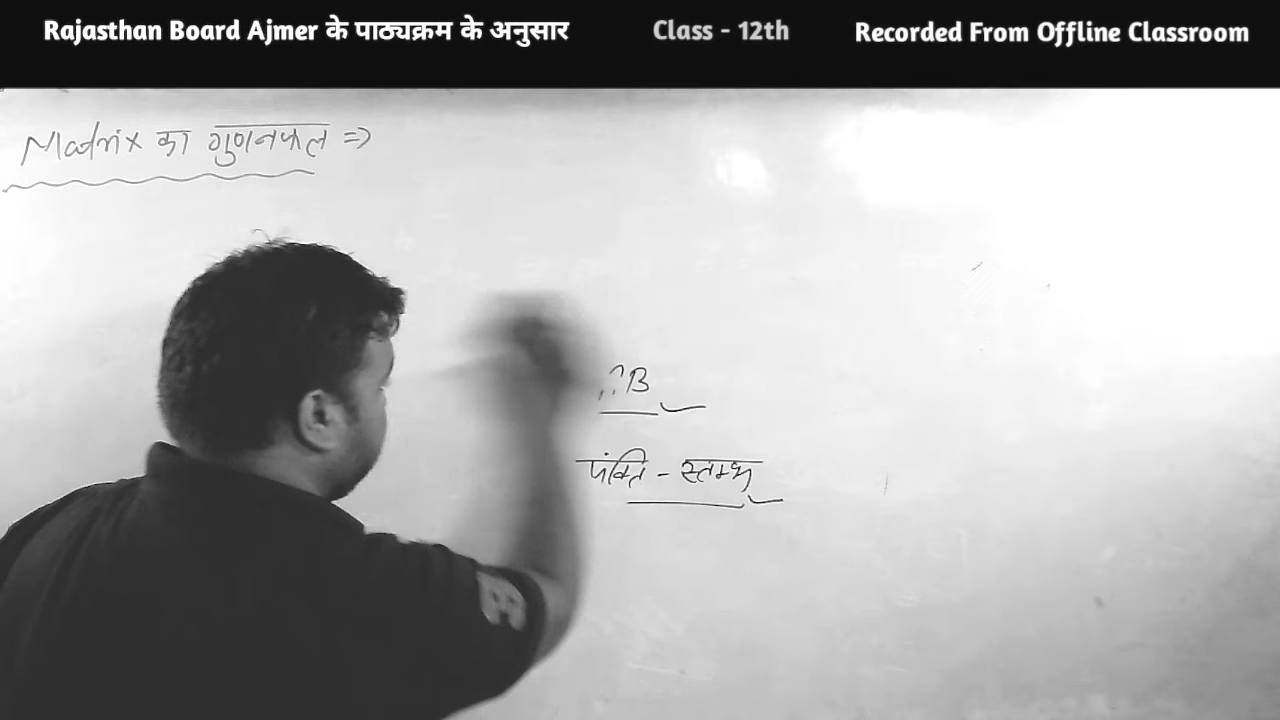 Rajasthan Board Ajmer के पाठ्यक्रम के अनुसार Class - 12th Recorded From Offline Classroom
Matrix का गुणनफल =>
B
पंक्ति - स्तम्भ